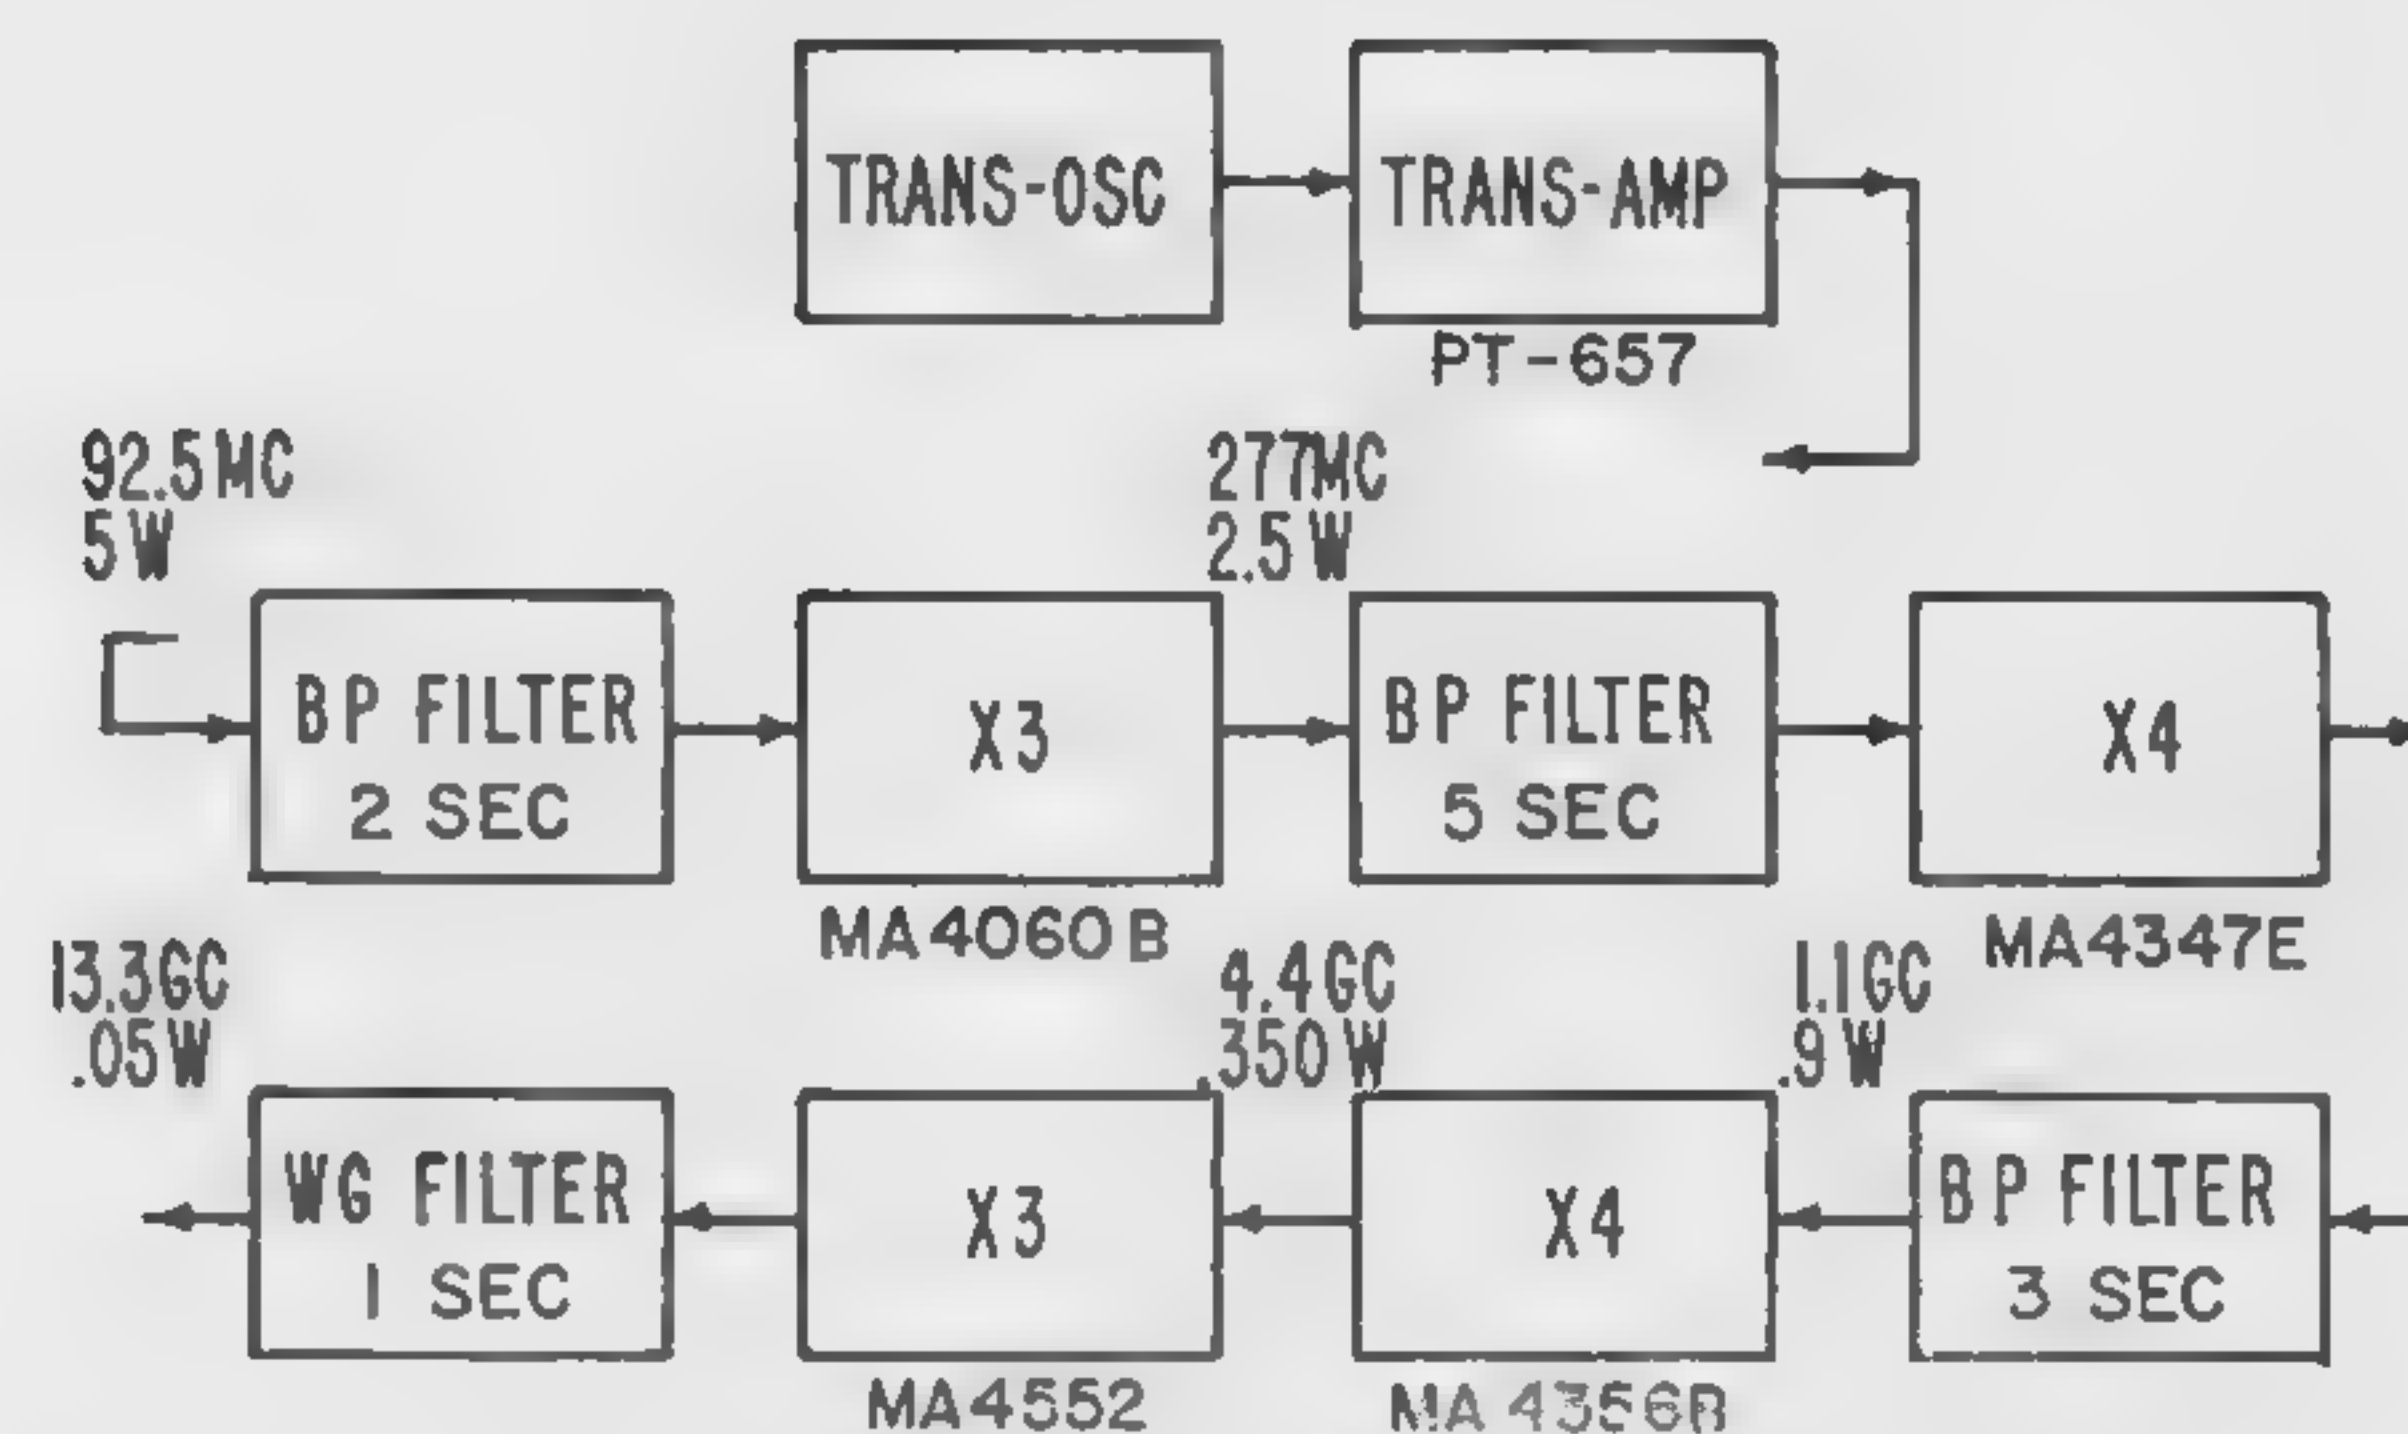 TRANS-OSC
TRANS-AMP
PT-657
92.5MC
5W
277MC
2.5W
BP FILTER
2 SEC
X3
BP FILTER
5 SEC
X4
MA4060B
MA4347E
13.3GC
.05W
4.4GC
.350W
1.1GC
.9W
WG FILTER
1 SEC
X3
X4
BP FILTER
3 SEC
MA4552
MA